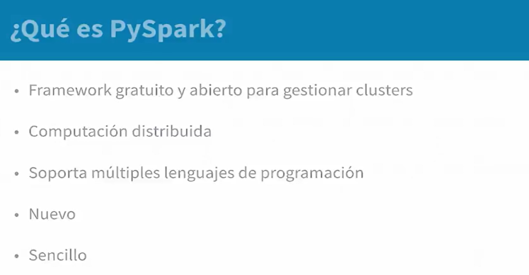 ¿Qué es PySpark?
• Framework gratuito y abierto para gestionar clusters
• Computación distribuida
• Soporta múltiples lenguajes de programación
• Nuevo
• Sencillo